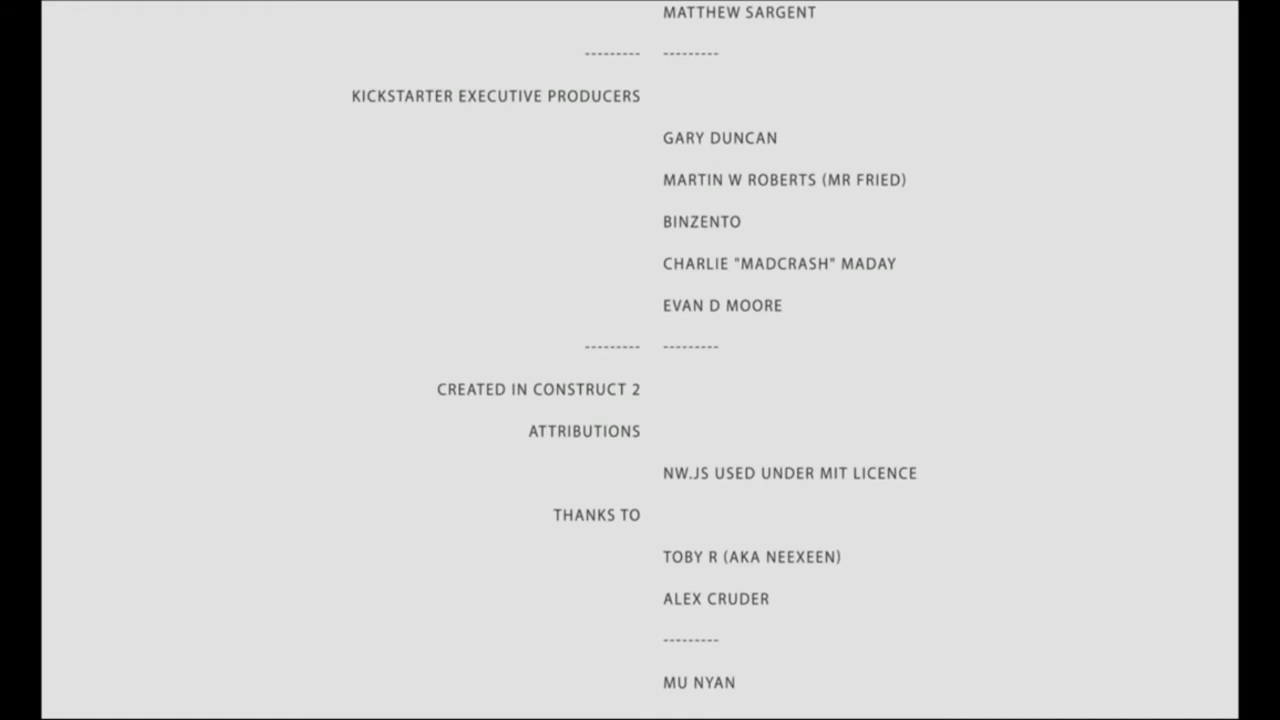 MATTHEW SARGENT
--------- ---------
KICKSTARTER EXECUTIVE PRODUCERS
GARY DUNCAN
MARTIN W ROBERTS (MR FRIED)
BINZENTO
CHARLIE "MADCRASH" MADAY
EVAN D MOORE
--------- ---------
CREATED IN CONSTRUCT 2
ATTRIBUTIONS
NW.JS USED UNDER MIT LICENCE
THANKS TO
TOBY R (AKA NEEXEEN)
ALEX CRUDER
---------
MU NYAN